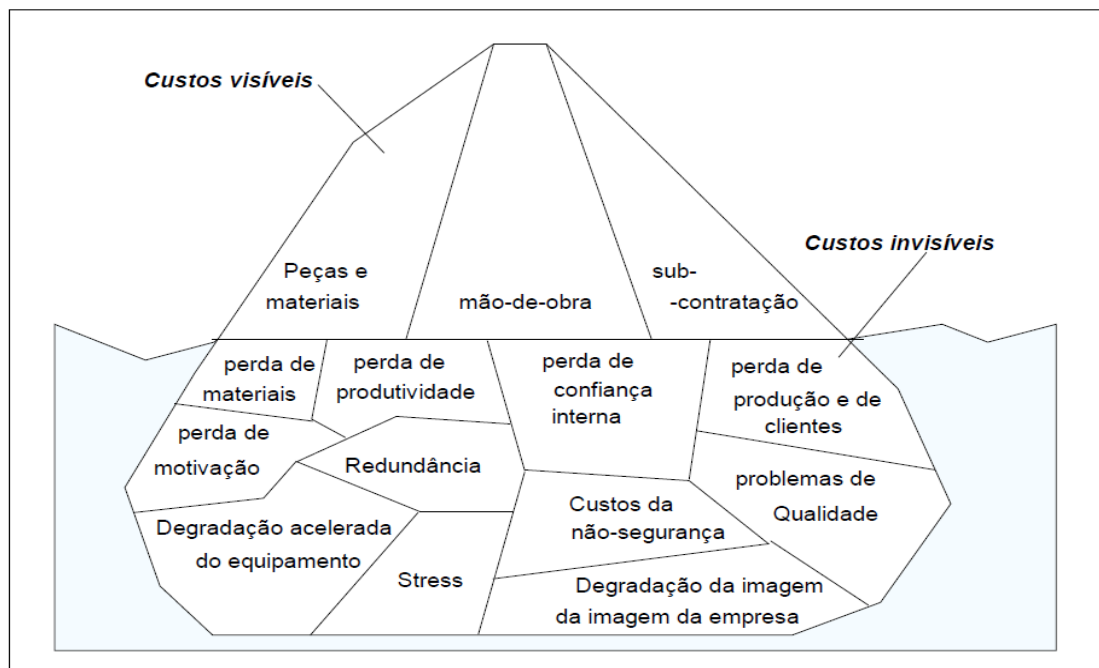 Custos visíveis
Custos invisíveis
Peças e
materiais
mão-de-obra
sub-
-contratação
perda de
materiais
perda de
produtividade
perda de
confiança
interna
perda de
produção e de
clientes
perda de
motivação
Redundância
problemas de
Qualidade
Degradação acelerada
do equipamento
Stress
Custos da
não-segurança
Degradação da imagem
da imagem da empresa